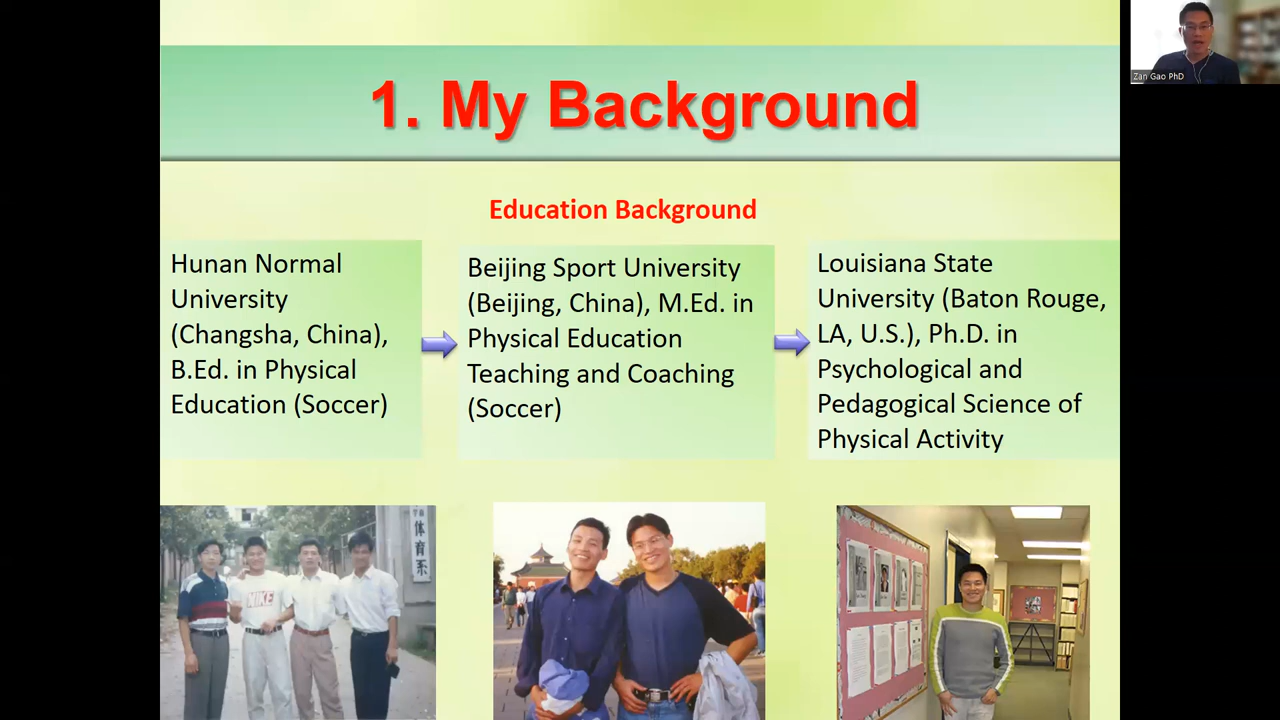 1. My Background
Zan Gao PhD
Education Background
Hunan Normal
University
(Changsha, China),
B.Ed. in Physical
Education (Soccer)
Beijing Sport University
(Beijing, China), M.Ed. in
Physical Education
Teaching and Coaching
(Soccer)
Louisiana State
University (Baton Rouge,
LA, U.S.), Ph.D. in
Psychological and
Pedagogical Science of
Physical Activity
NIKE
体育系